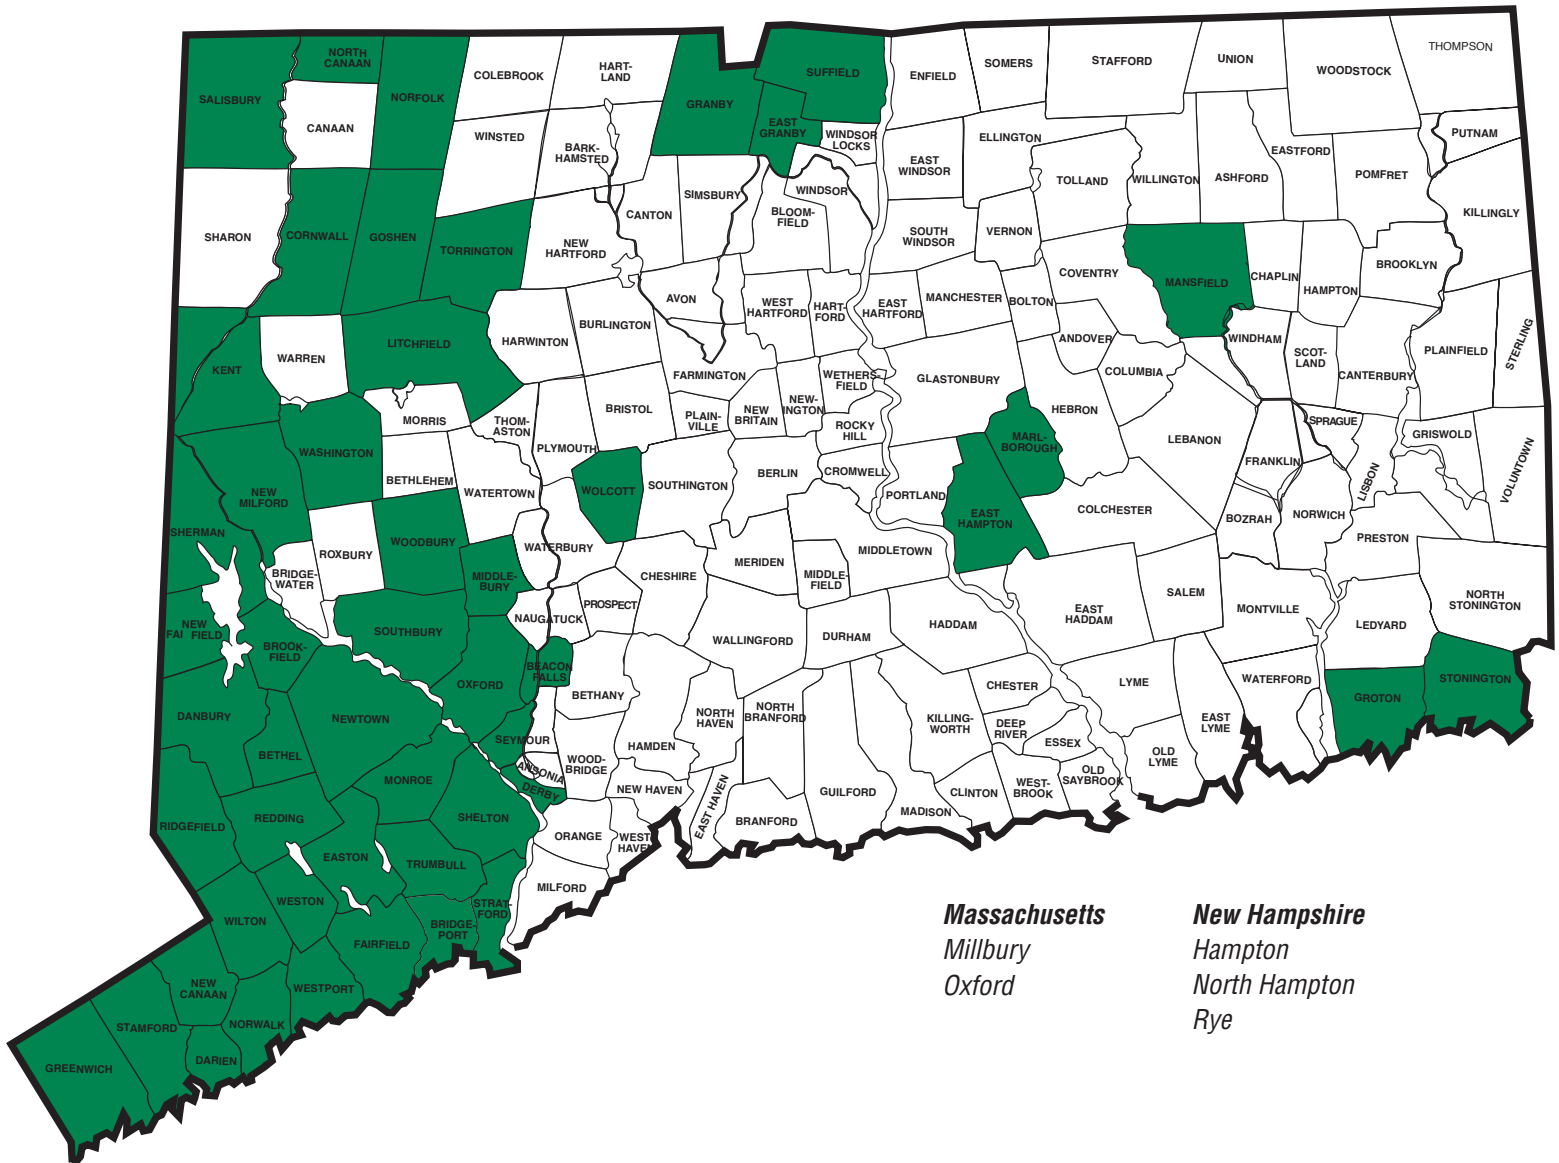 NORTH
CANAAN
SALISBURY
NORFOLK
COLEBROOK
HART-
LAND
GRANBY
SUFFIELD
ENFIELD
SOMERS
STAFFORD
UNION
WOODSTOCK
THOMPSON
CANAAN
WINSTED
BARK-
HAMSTED
EAST
GRANBY
WINDSOR
LOCKS
EAST
WINDSOR
ELLINGTON
TOLLAND
WILLINGTON
ASHFORD
EASTFORD
POMFRET
PUTNAM
KILLINGLY
SHARON
CORNWALL
GOSHEN
TORRINGTON
NEW
HARTFORD
CANTON
SIMSBURY
BLOOM-
FIELD
WINDSOR
SOUTH
WINDSOR
VERNON
COVENTRY
MANSFIELD
CHAPLIN
HAMPTON
BROOKLYN
KENT
WARREN
LITCHFIELD
HARWINTON
BURLINGTON
AVON
WEST
HARTFORD
HART-
FORD
EAST
HARTFORD
MANCHESTER
BOLTON
ANDOVER
COLUMBIA
WINDHAM
SCOT-
LAND
CANTERBURY
PLAINFIELD
STERLING
WASHINGTON
MORRIS
THOM-
ASTON
PLYMOUTH
BRISTOL
FARMINGTON
PLAIN-
VILLE
NEW
BRITAIN
NEW-
INGTON
WETHERS-
FIELD
ROCKY
HILL
GLASTONBURY
MARL-
BOROUGH
HEBRON
LEBANON
FRANKLIN
SPRAGUE
LISBON
GRISWOLD
VOLUNTOWN
NEW
MILFORD
SHERMAN
BETHLEHEM
WATERTOWN
WOLCOTT
SOUTHINGTON
BERLIN
CROMWELL
PORTLAND
EAST
HAMPTON
COLCHESTER
BOZRAH
NORWICH
PRESTON
BRIDGE-
WATER
ROXBURY
WOODBURY
MIDDLE-
BURY
WATERBURY
CHESHIRE
MERIDEN
MIDDLE-
FIELD
MIDDLETOWN
EAST
HADDAM
SALEM
MONTVILLE
LEDYARD
NORTH
STONINGTON
NEW
FAI FIELD
BROOK-
FIELD
SOUTHBURY
NAUGATUCK
PROSPECT
WALLINGFORD
DURHAM
HADDAM
DANBURY
BETHEL
NEWTOWN
OXFORD
BEACON
FALLS
BETHANY
CHESTER
LYME
WATERFORD
GROTON
STONINGTON
SEYMOUR
ANSONIA
DERBY
WOOD-
BRIDGE
HAMDEN
NORTH
HAVEN
NORTH
BRANFORD
KILLING-
WORTH
DEEP
RIVER
ESSEX
EAST
LYME
OLD
LYME
RIDGEFIELD
REDDING
MONROE
SHELTON
NEW HAVEN
EAST HAVEN
BRANFORD
GUILFORD
MADISON
CLINTON
WEST-
BROOK
OLD
SAYBROOK
EASTON
TRUMBULL
ORANGE
WEST
HAVEN
MILFORD
WILTON
WESTON
FAIRFIELD
BRIDGE-
PORT
STRAT-
FORD
NEW
CANAAN
WESTPORT
NORWALK
STAMFORD
DARIEN
GREENWICH
Massachusetts
Millbury
Oxford
New Hampshire
Hampton
North Hampton
Rye